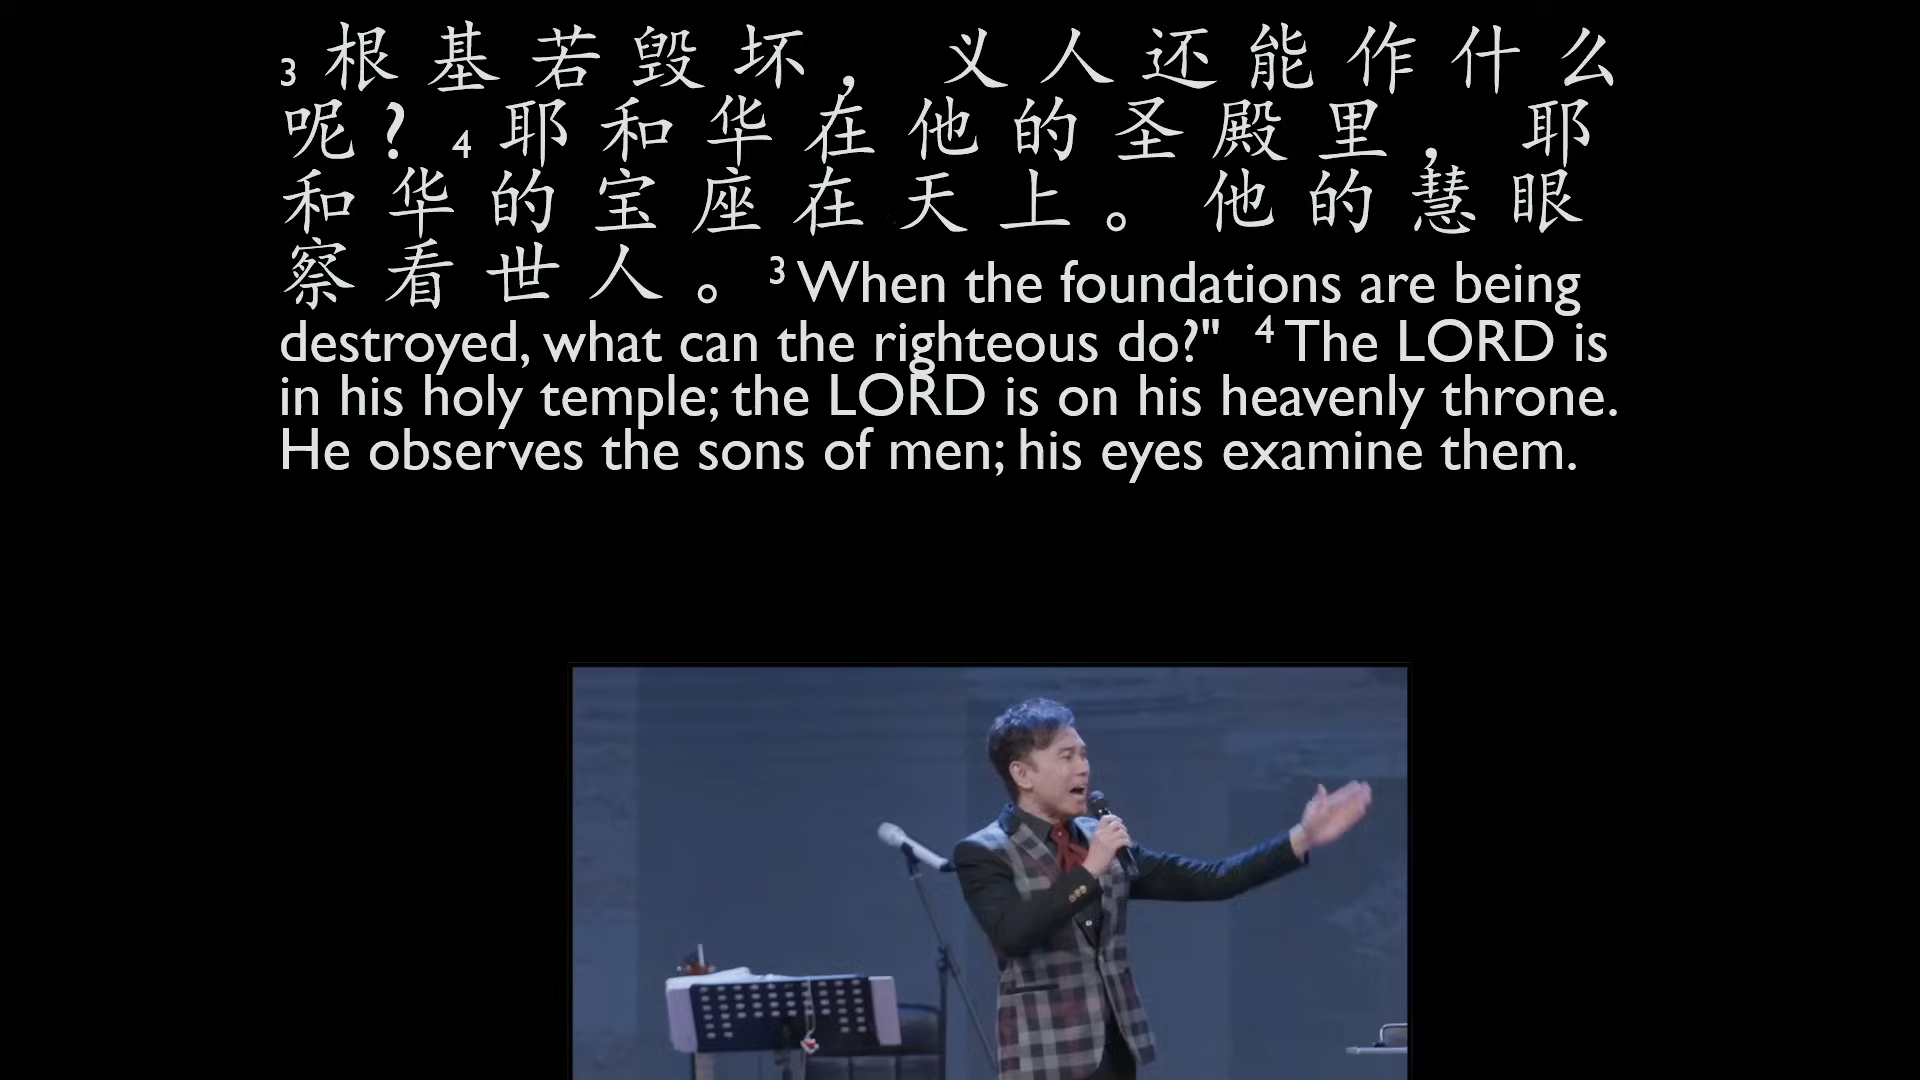 3 根基若毁坏， 义人还能作什么
呢？ 4 耶和华在他的圣殿里， 耶
和华的宝座在天上。 他的慧眼
察看世人。 3 When the foundations are being
destroyed, what can the righteous do?" 4 The LORD is
in his holy temple; the LORD is on his heavenly throne.
He observes the sons of men; his eyes examine them.